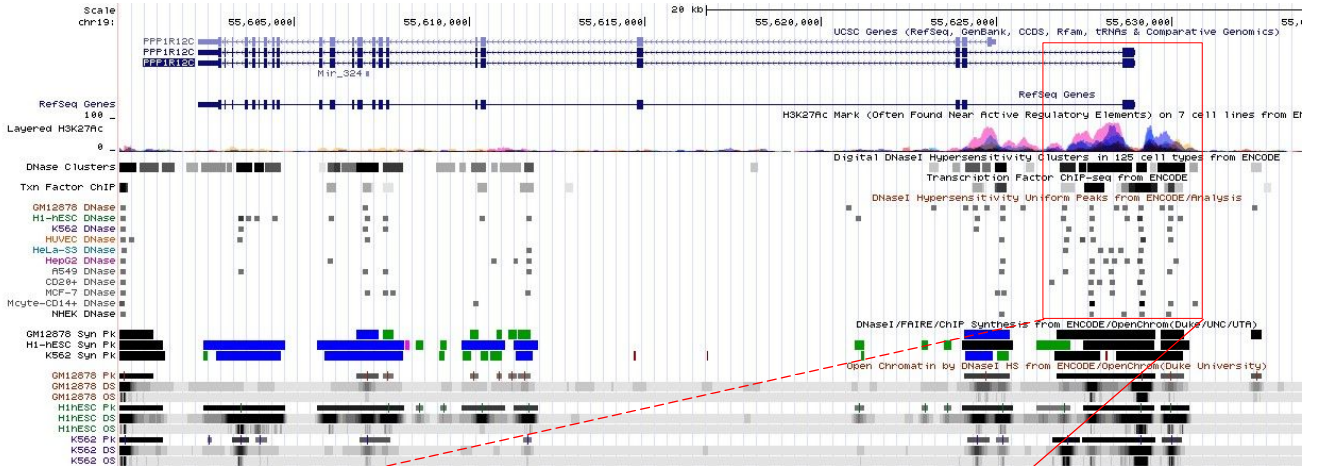 Scale
20 kb
chr19:
55,605,000
55,610,000
55,615,000
55,620,000
55,625,000
55,630,000
UCSC Genes (RefSeq, GenBank, CCDS, Rfam, tRNAs & Comparative Genomics)
PPP1R12C
PPP1R12C
PPP1R12C
Mir_324
RefSeq Genes
RefSeq Genes
H3K27Ac Mark (Often Found Near Active Regulatory Elements) on 7 cell lines from
100
Layered H3K27Ac
0
Digital DNaseI Hypersensitivity Clusters in 125 cell types from ENCODE
DNase Clusters
Transcription Factor ChIP-seq from ENCODE
Txn Factor ChIP
DNaseI Hypersensitivity Uniform Peaks from ENCODE/Analysis
GM12878 DNase
H1-hESC DNase
K562 DNase
HUVEC DNase
HeLa-S3 DNase
HepG2 DNase
A549 DNase
CD20+ DNase
MCF-7 DNase
Mcyte-CD14+ DNase
NHEK DNase
DNaseI/FAIRE/ChIP Synthesis from ENCODE/OpenChrom(Duke/UNC/UTA)
GM12878 Syn Pk
H1-hESC Syn Pk
K562 Syn Pk
Open Chromatin by DNaseI HS from ENCODE/OpenChrom(Duke University)
GM12878 Pk
GM12878 DS
GM12878 OS
H1hESC Pk
H1hESC DS
H1hESC OS
K562 Pk
K562 DS
K562 OS